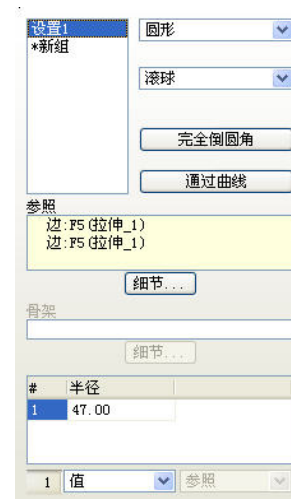 设置1
圆形
*新组
滚球
完全倒圆角
通过曲线
参照
边:F5(拉伸_1)
边:F5(拉伸_1)
细节...
骨架
细节...
# 半径
1 47.00
1 值 参照